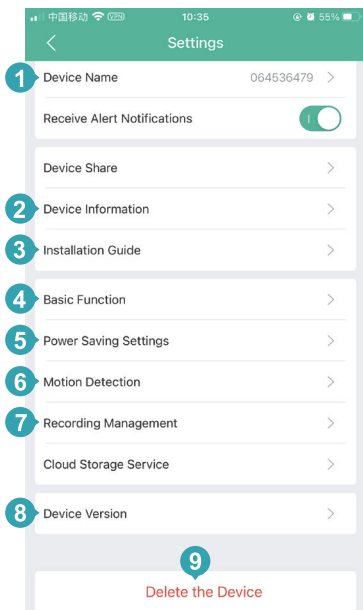 中国移动 VPN 10:35 55%
Settings
1 Device Name 064536479
Receive Alert Notifications
Device Share
2 Device Information
3 Installation Guide
4 Basic Function
5 Power Saving Settings
6 Motion Detection
7 Recording Management
Cloud Storage Service
8 Device Version
9
Delete the Device